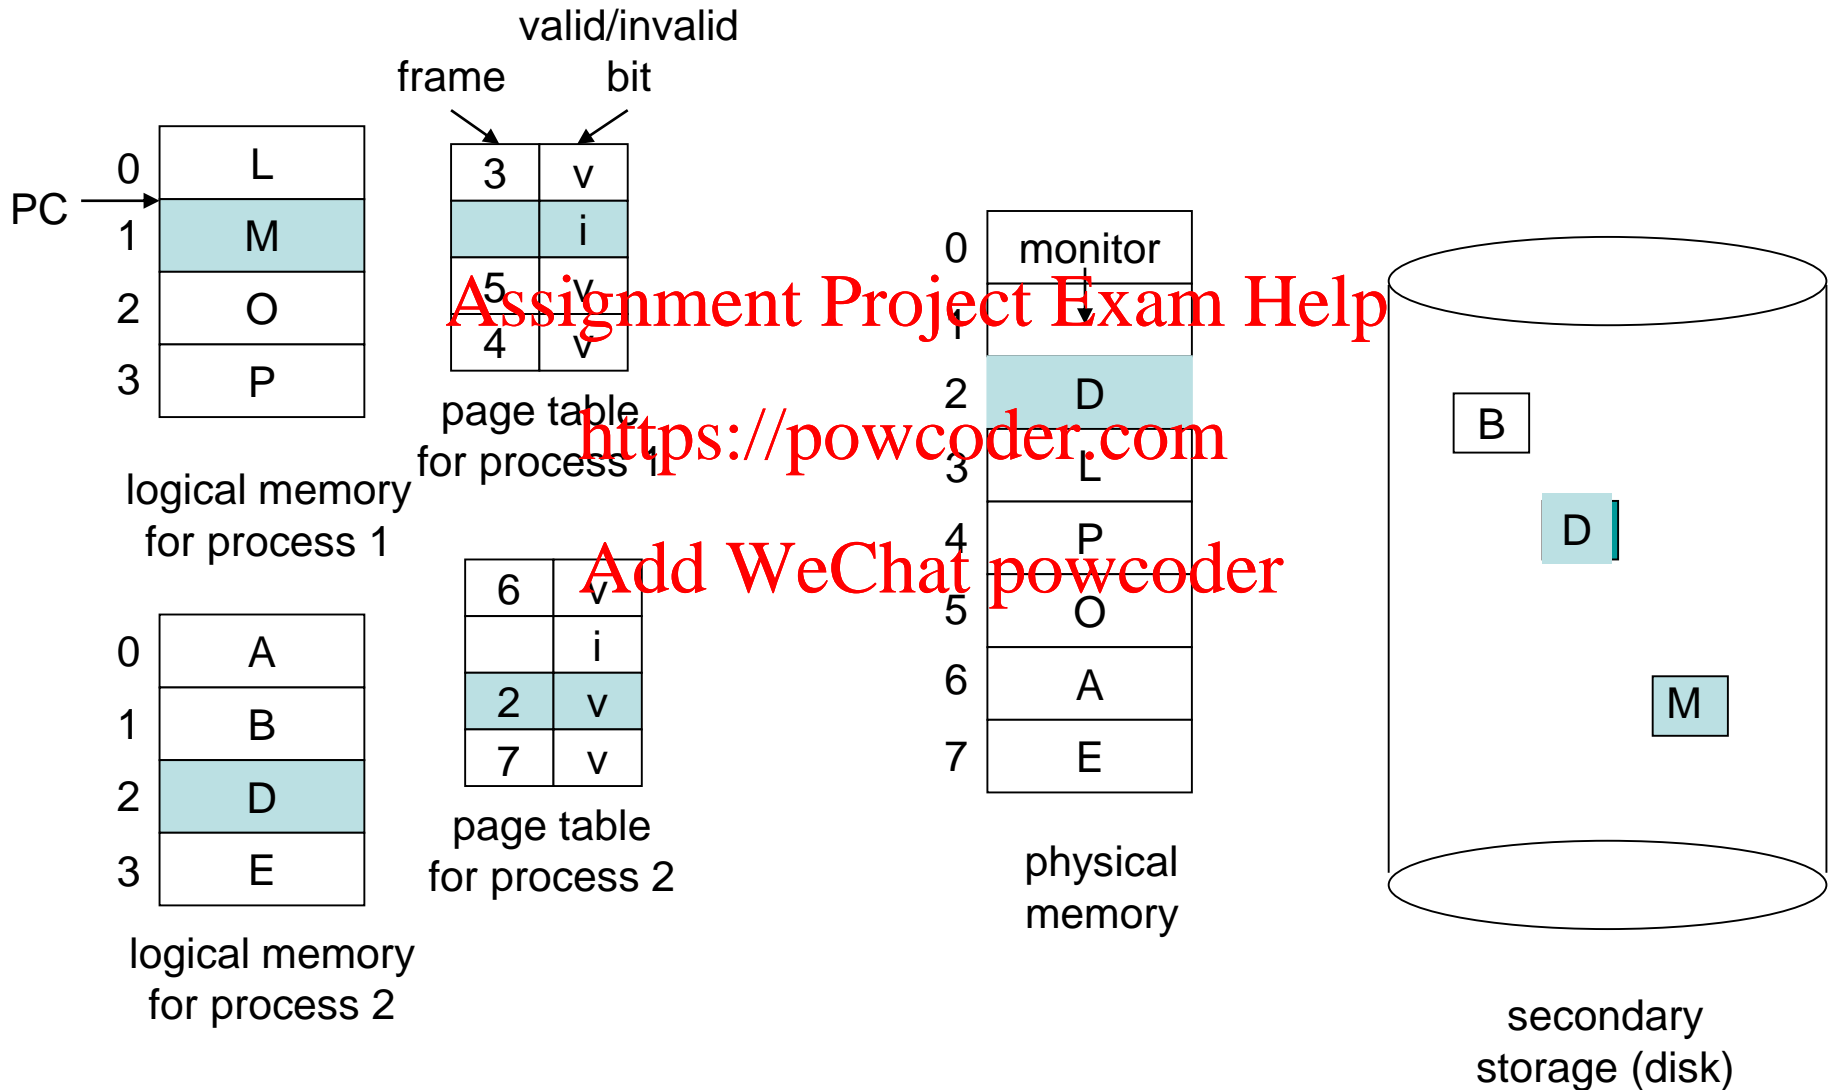 valid/invalid
frame bit
PC
0 L
1 M
2 O
3 P
logical memory
for process 1
3 v
i
5 v
4 v
page table
for process 1
0 A
1 B
2 D
3 E
logical memory
for process 2
6 v
i
2 v
7 v
page table
for process 2
0 monitor
1
2 D
3 L
4 P
5 O
6 A
7 E
physical
memory
B
D
M
secondary
storage (disk)
Assignment Project Exam Help
https://powcoder.com
Add WeChat powcoder